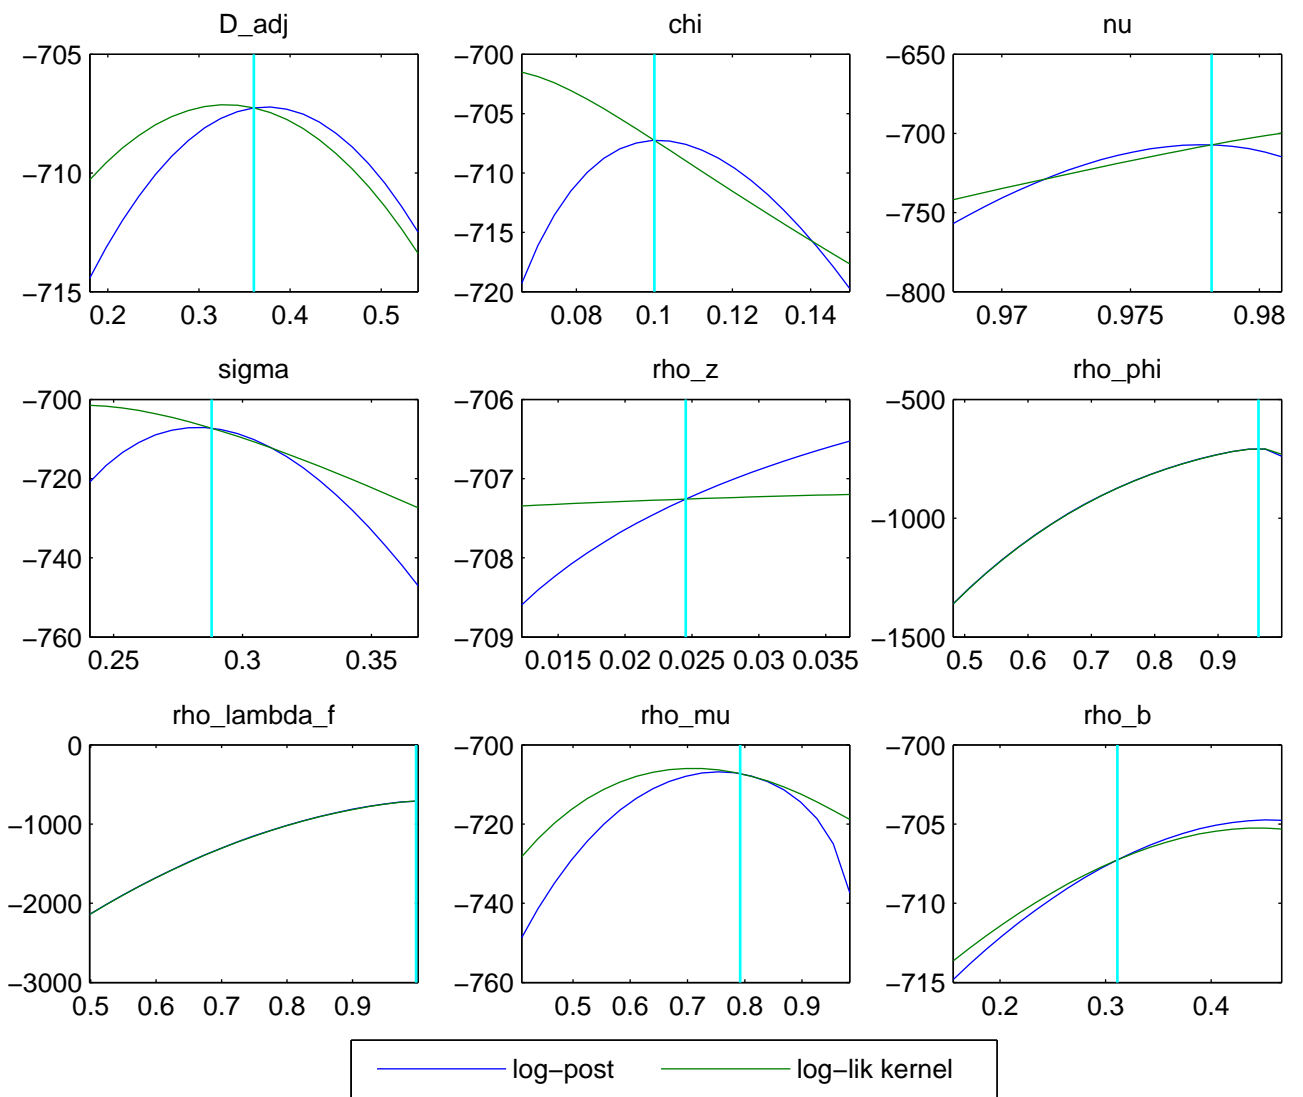 D_adj
chi
nu
−705
−710
−715
0.2 0.3 0.4 0.5
−700
−705
−710
−715
−720
0.08 0.1 0.12 0.14
−650
−700
−750
−800
0.97 0.975 0.98
sigma
rho_z
rho_phi
−700
−720
−740
−760
0.25 0.3 0.35
−706
−707
−708
−709
0.015 0.02 0.025 0.03 0.035
−500
−1000
−1500
0.5 0.6 0.7 0.8 0.9
rho_lambda_f
rho_mu
rho_b
0
−1000
−2000
−3000
0.5 0.6 0.7 0.8 0.9
−700
−720
−740
−760
0.5 0.6 0.7 0.8 0.9
−700
−705
−710
−715
0.2 0.3 0.4
log−post
log−lik kernel